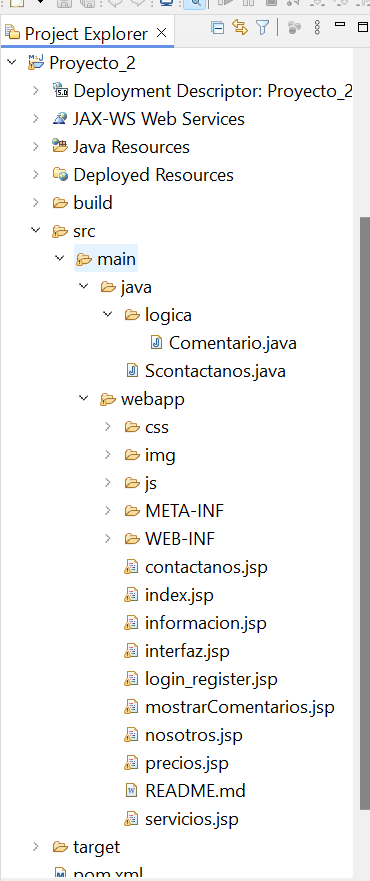 Project Explorer
Proyecto_2
Deployment Descriptor: Proyecto_2
JAX-WS Web Services
Java Resources
Deployed Resources
build
src
main
java
logica
Comentario.java
Scontactanos.java
webapp
css
img
js
META-INF
WEB-INF
contactanos.jsp
index.jsp
informacion.jsp
interfaz.jsp
login_register.jsp
mostrarComentarios.jsp
nosotros.jsp
precios.jsp
README.md
servicios.jsp
target
pom.xml